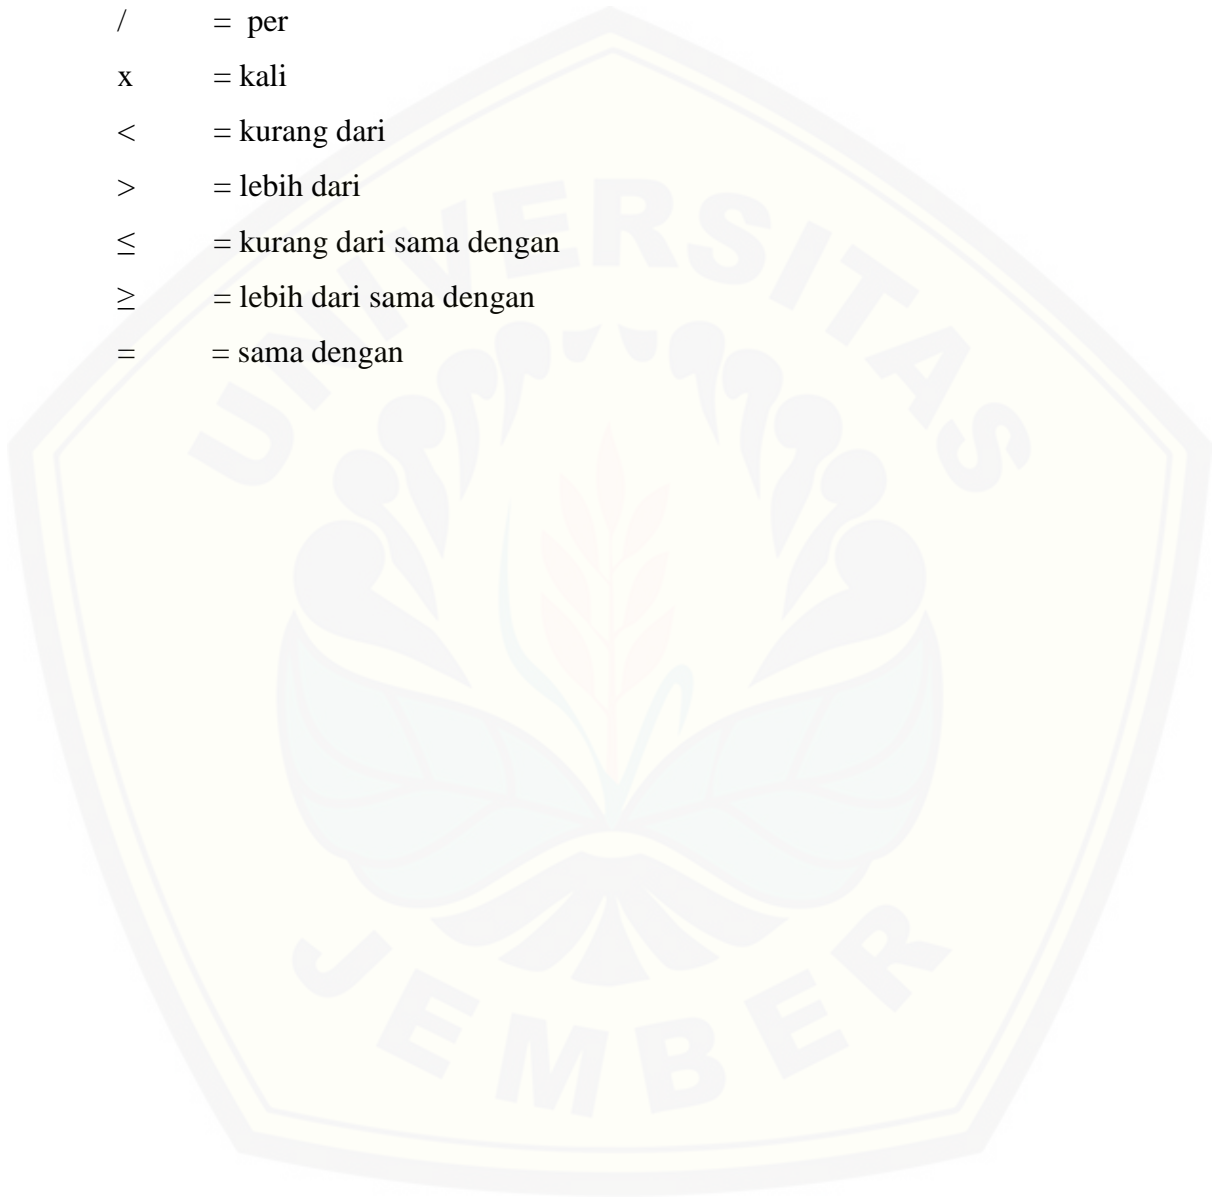 / = per
x = kali
< = kurang dari
> = lebih dari
≤ = kurang dari sama dengan
≥ = lebih dari sama dengan
= = sama dengan
UNIVERSITAS
JEMBER